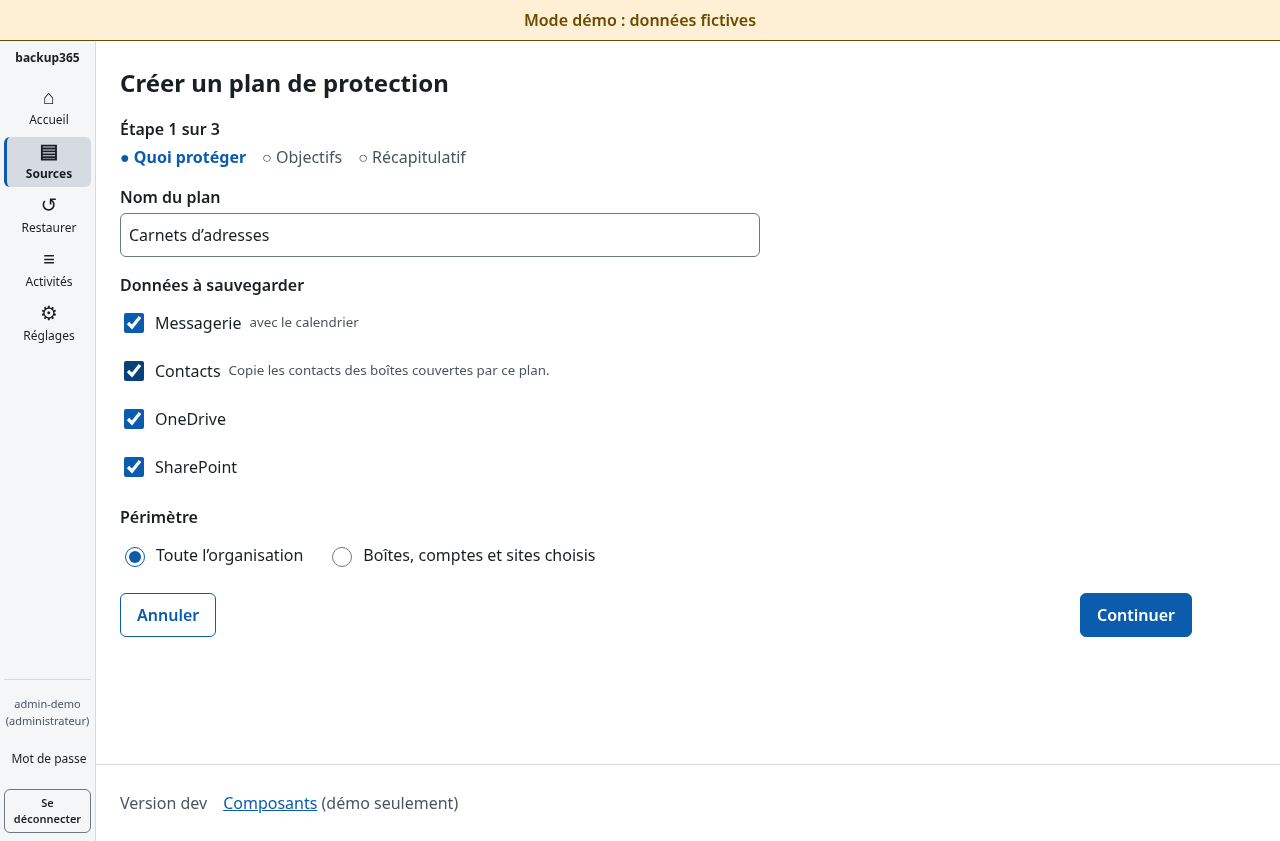 Mode démo : données fictives
backup365
Accueil
Sources
Restaurer
Activités
Réglages
admin-demo
(administrateur)
Mot de passe
Se
déconnecter
Créer un plan de protection
Étape 1 sur 3
● Quoi protéger ○ Objectifs ○ Récapitulatif
Nom du plan
Carnets d’adresses
Données à sauvegarder
Messagerie avec le calendrier
Contacts Copie les contacts des boîtes couvertes par ce plan.
OneDrive
SharePoint
Périmètre
Toute l’organisation Boîtes, comptes et sites choisis
Annuler Continuer
Version dev Composants (démo seulement)